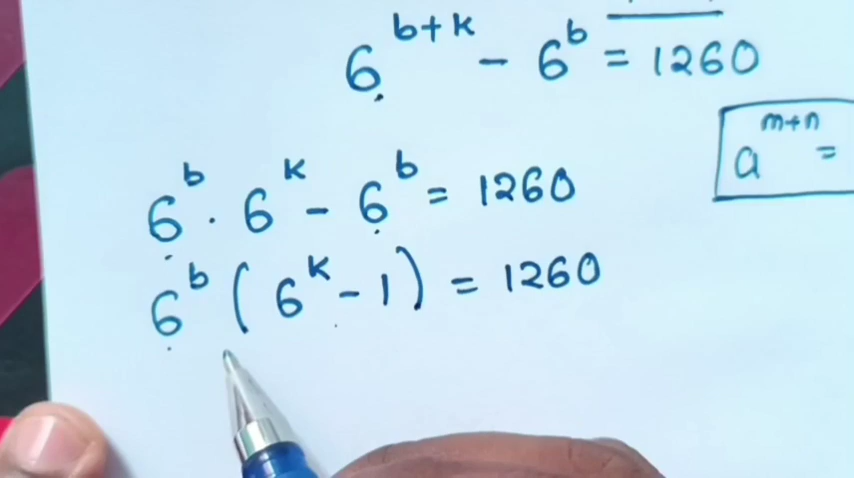 6^{b+k} - 6^b = 1260
a^{m+n} =
6^b . 6^k - 6^b = 1260
6^b ( 6^k - 1 ) = 1260